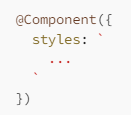 @Component({
  styles: `
    ...
  `
})